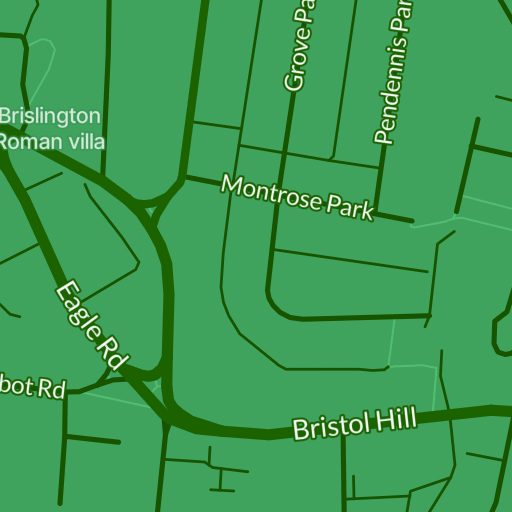 Grove Pa
Pendennis Par
Brislington
Roman villa
Montrose Park
Eagle Rd
bot Rd
Bristol Hill